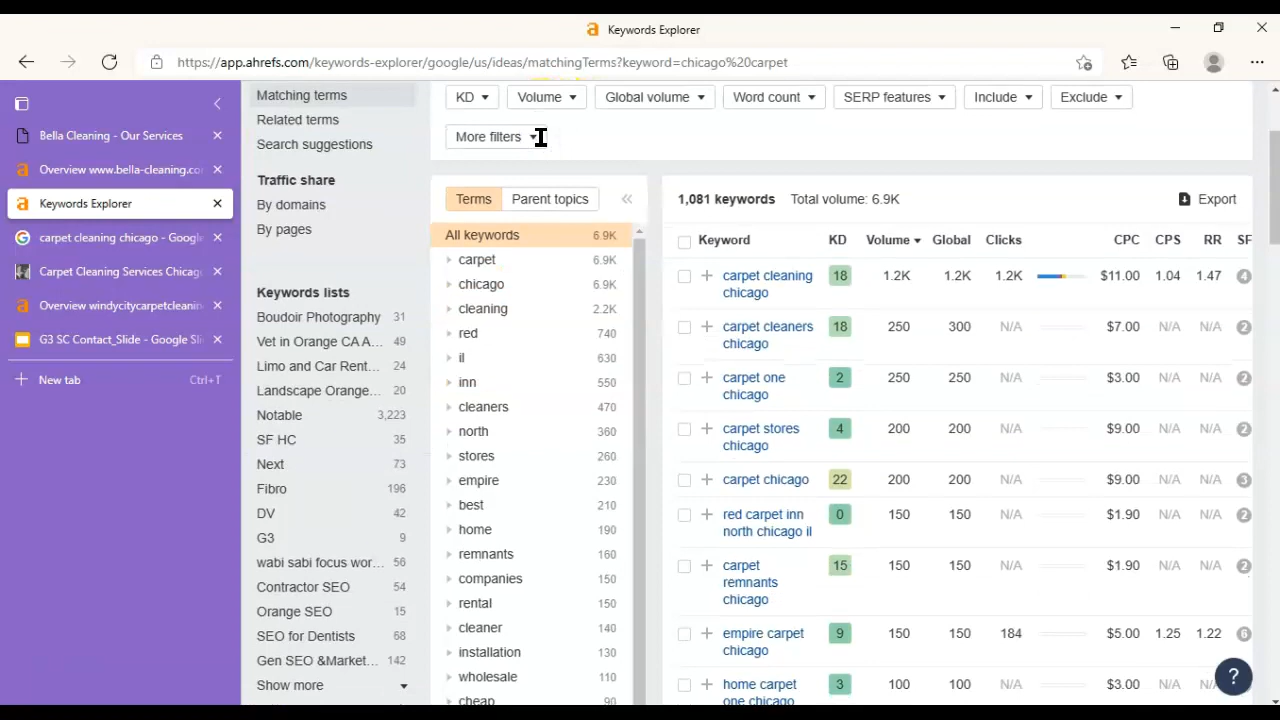 Keywords Explorer
https://app.ahrefs.com/keywords-explorer/google/us/ideas/matchingTerms?keyword=chicago%20carpet
Bella Cleaning - Our Services
Overview www.bella-cleaning.co
Keywords Explorer
carpet cleaning chicago - Google
Carpet Cleaning Services Chicag
Overview windycitycarpetcleanin
G3 SC Contact_Slide - Google Sli
New tab Ctrl+T
Matching terms
Related terms
Search suggestions
Traffic share
By domains
By pages
Keywords lists
Boudoir Photography 31
Vet in Orange CA A... 49
Limo and Car Rent... 24
Landscape Orange... 20
Notable 3,223
SF HC 35
Next 73
Fibro 196
DV 42
G3 9
wabi sabi focus wor... 56
Contractor SEO 54
Orange SEO 15
SEO for Dentists 68
Gen SEO &Market... 142
Show more
KD Volume Global volume Word count SERP features Include Exclude
More filters
Terms Parent topics
All keywords 6.9K
carpet 6.9K
chicago 6.9K
cleaning 2.2K
red 740
il 630
inn 550
cleaners 470
north 360
stores 260
empire 230
best 210
home 190
remnants 160
companies 150
rental 150
cleaner 140
installation 130
wholesale 110
cheap 90
1,081 keywords Total volume: 6.9K Export
Keyword KD Volume Global Clicks CPC CPS RR SF
carpet cleaning 18 1.2K 1.2K 1.2K $11.00 1.04 1.47 4
chicago
carpet cleaners 18 250 300 N/A $7.00 N/A N/A 2
chicago
carpet one 2 250 250 N/A $3.00 N/A N/A 2
chicago
carpet stores 4 200 200 N/A $9.00 N/A N/A 2
chicago
carpet chicago 22 200 200 N/A $9.00 N/A N/A 3
red carpet inn 0 150 150 N/A $1.90 N/A N/A 2
north chicago il
carpet 15 150 150 N/A $1.90 N/A N/A 2
remnants
chicago
empire carpet 9 150 150 184 $5.00 1.25 1.22 6
chicago
home carpet 3 100 100 N/A $3.00 N/A N/A
one chicago
?